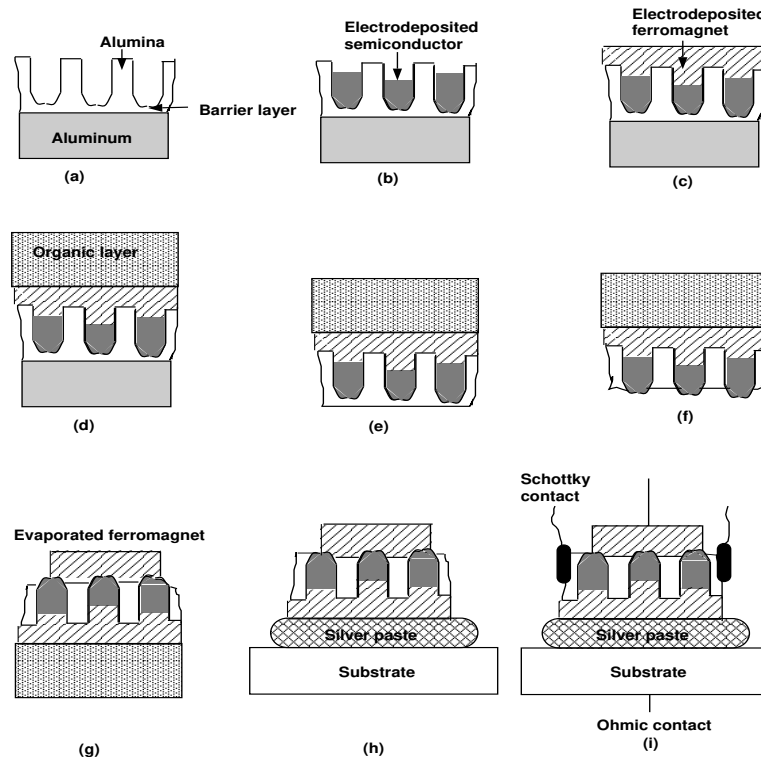 Alumina
Barrier layer
Aluminum
(a)
Electrodeposited
semiconductor
(b)
Electrodeposited
ferromagnet
(c)
Organic layer
(d)
(e)
(f)
Evaporated ferromagnet
(g)
Silver paste
Substrate
(h)
Schottky
contact
Silver paste
Substrate
Ohmic contact
(i)